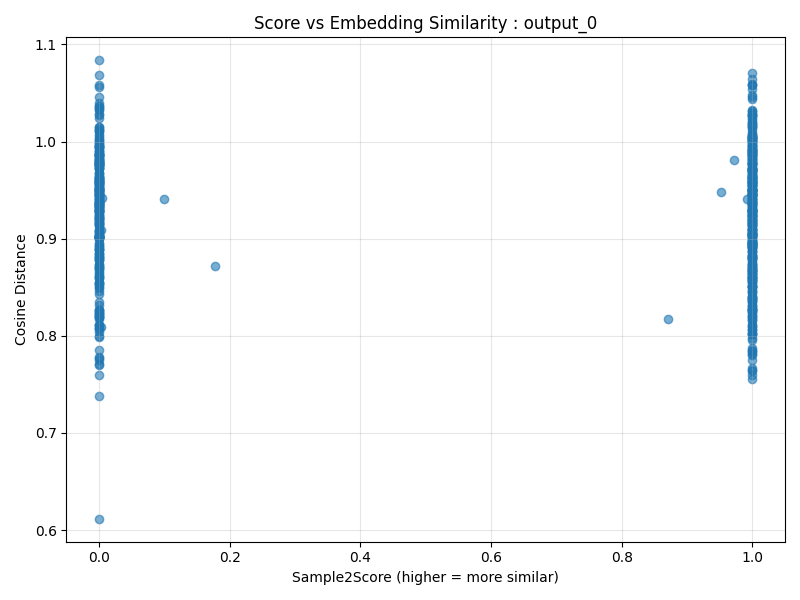 Score vs Embedding Similarity : output_0
1.1
1.0
0.9
0.8
0.7
0.6
Cosine Distance
0.0 0.2 0.4 0.6 0.8 1.0
Sample2Score (higher = more similar)